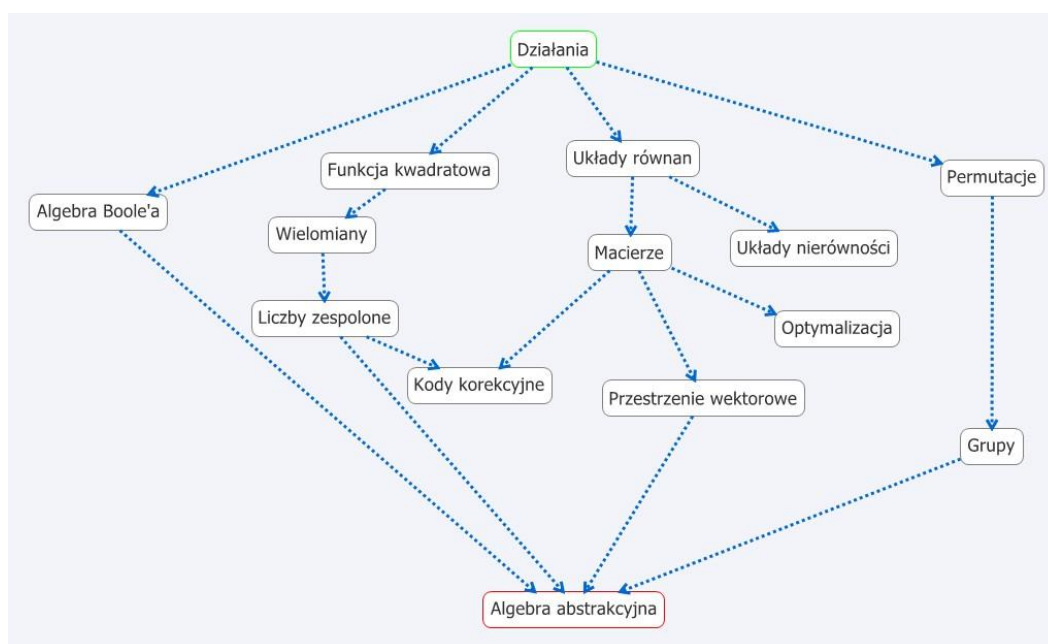 Działania
Układy równan
Funkcja kwadratowa
Permutacje
Algebra Boole'a
Wielomiany
Macierze
Układy nierówności
Liczby zespolone
Optymalizacja
Kody korekcyjne
Przestrzenie wektorowe
Grupy
Algebra abstrakcyjna